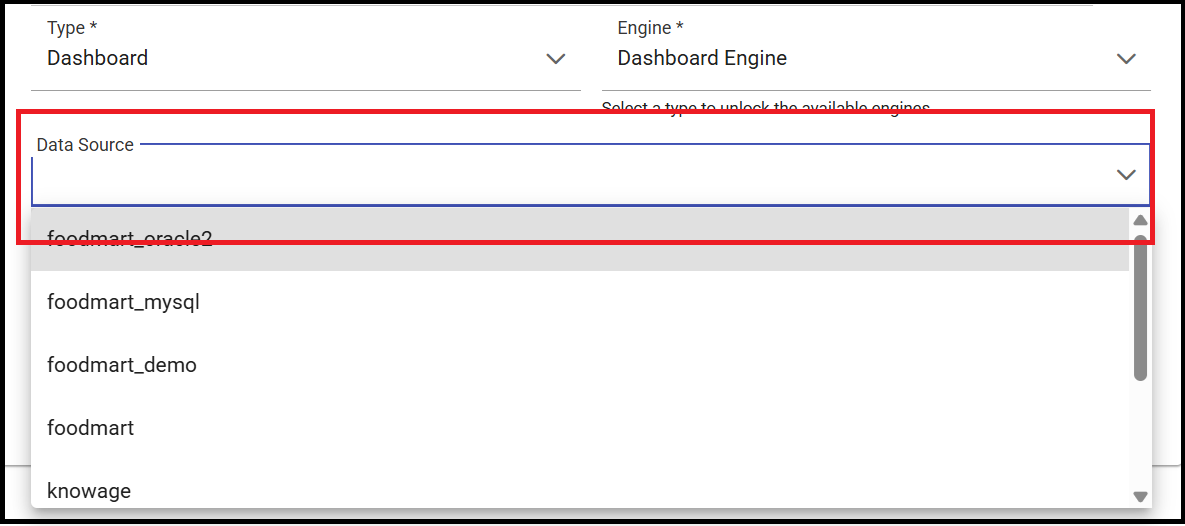 Type *
Engine *
Dashboard
Dashboard Engine
Select a type to unlock the available engines
Data Source
foodmart_oracle2
foodmart_mysql
foodmart_demo
foodmart
knowage